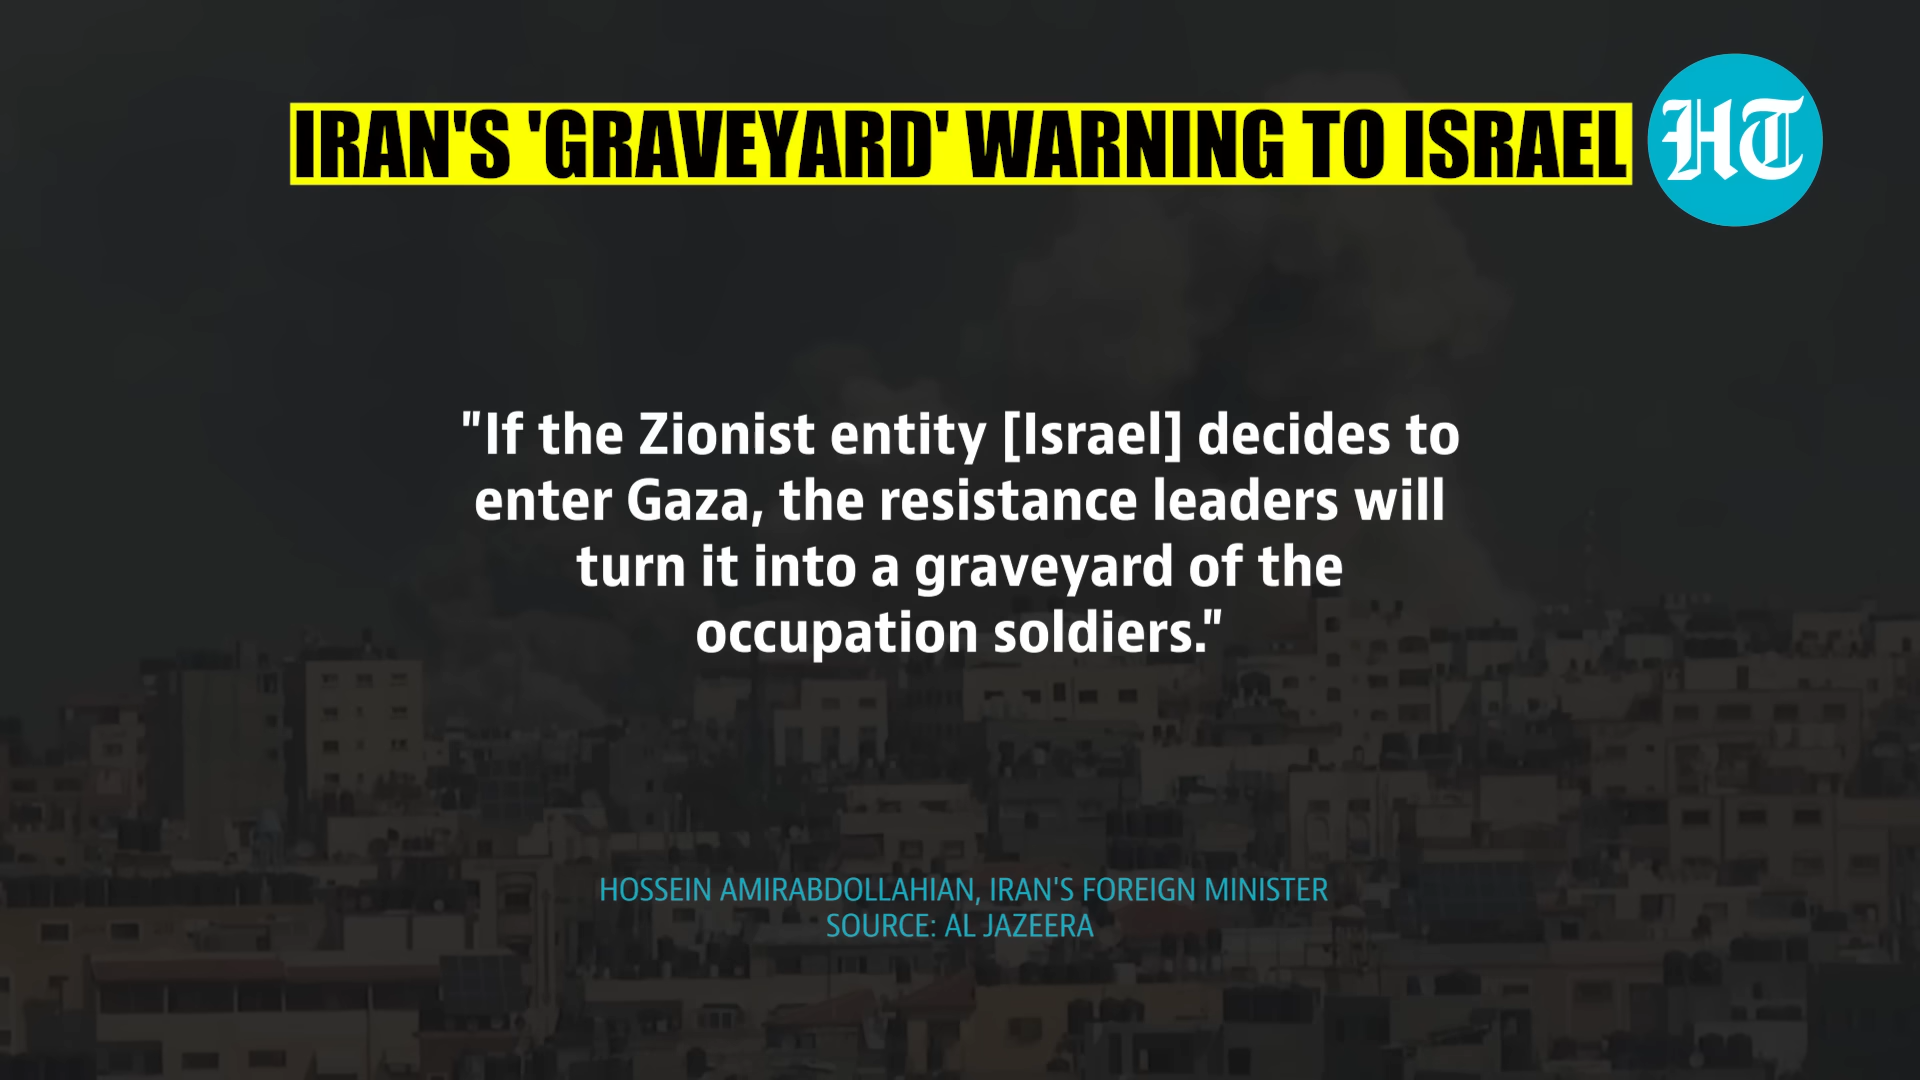 IRAN'S 'GRAVEYARD' WARNING TO ISRAEL
HT
"If the Zionist entity [Israel] decides to
enter Gaza, the resistance leaders will
turn it into a graveyard of the
occupation soldiers."
HOSSEIN AMIRABDOLLAHIAN, IRAN'S FOREIGN MINISTER
SOURCE: AL JAZEERA